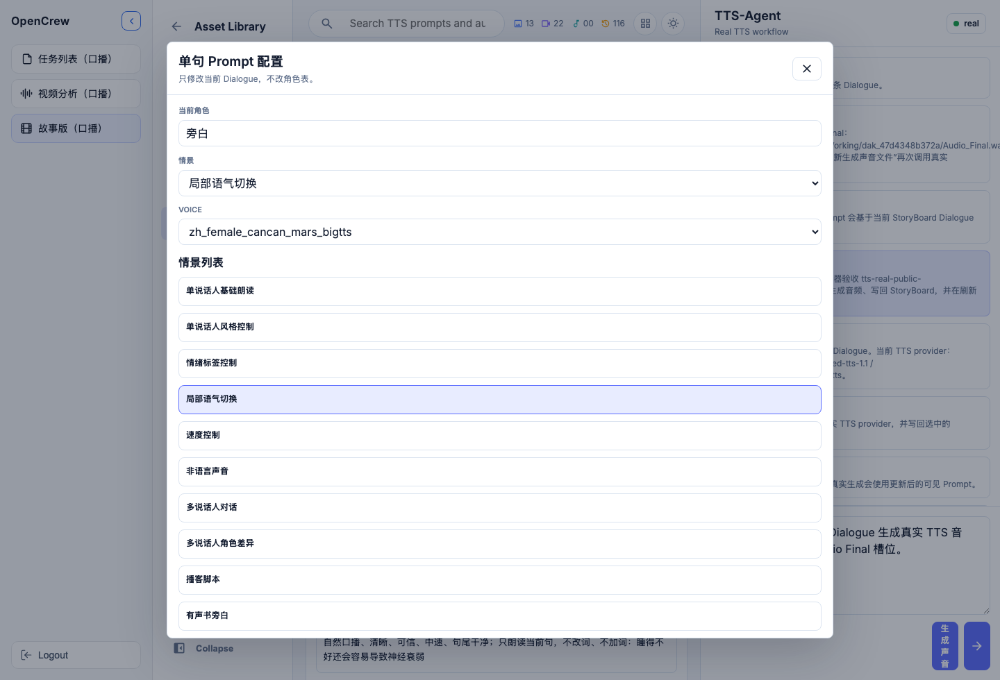 OpenCrew
任务列表（口播）
视频分析（口播）
故事版（口播）
Logout
Asset Library
Collapse
Search TTS prompts and au
13
22
00
116
TTS-Agent
Real TTS workflow
real
单句 Prompt 配置
只修改当前 Dialogue，不改角色表。
当前角色
旁白
情景
局部语气切换
VOICE
zh_female_cancan_mars_bigtts
情景列表
单说话人基础朗读
单说话人风格控制
情绪标签控制
局部语气切换
速度控制
非语言声音
多说话人对话
多说话人角色差异
播客脚本
有声书旁白
自然口播、清晰、可信、中速、句尾干净；只朗读当前句，不改词、不加词：睡得不
好还会容易导致神经衰弱
条 Dialogue。
nal：
orking/dak_47d4348b372a/Audio_Final.wa
新生成声音文件”再次调用真实
mpt 会基于当前 StoryBoard Dialogue
器验收 tts-real-public-
生成音频、写回 StoryBoard，并在刷新
Dialogue。当前 TTS provider：
ed-tts-1.1 /
tts。
TTS provider，并写回选中的
真实生成会使用更新后的可见 Prompt。
Dialogue 生成真实 TTS 音
io Final 槽位。
生成声音